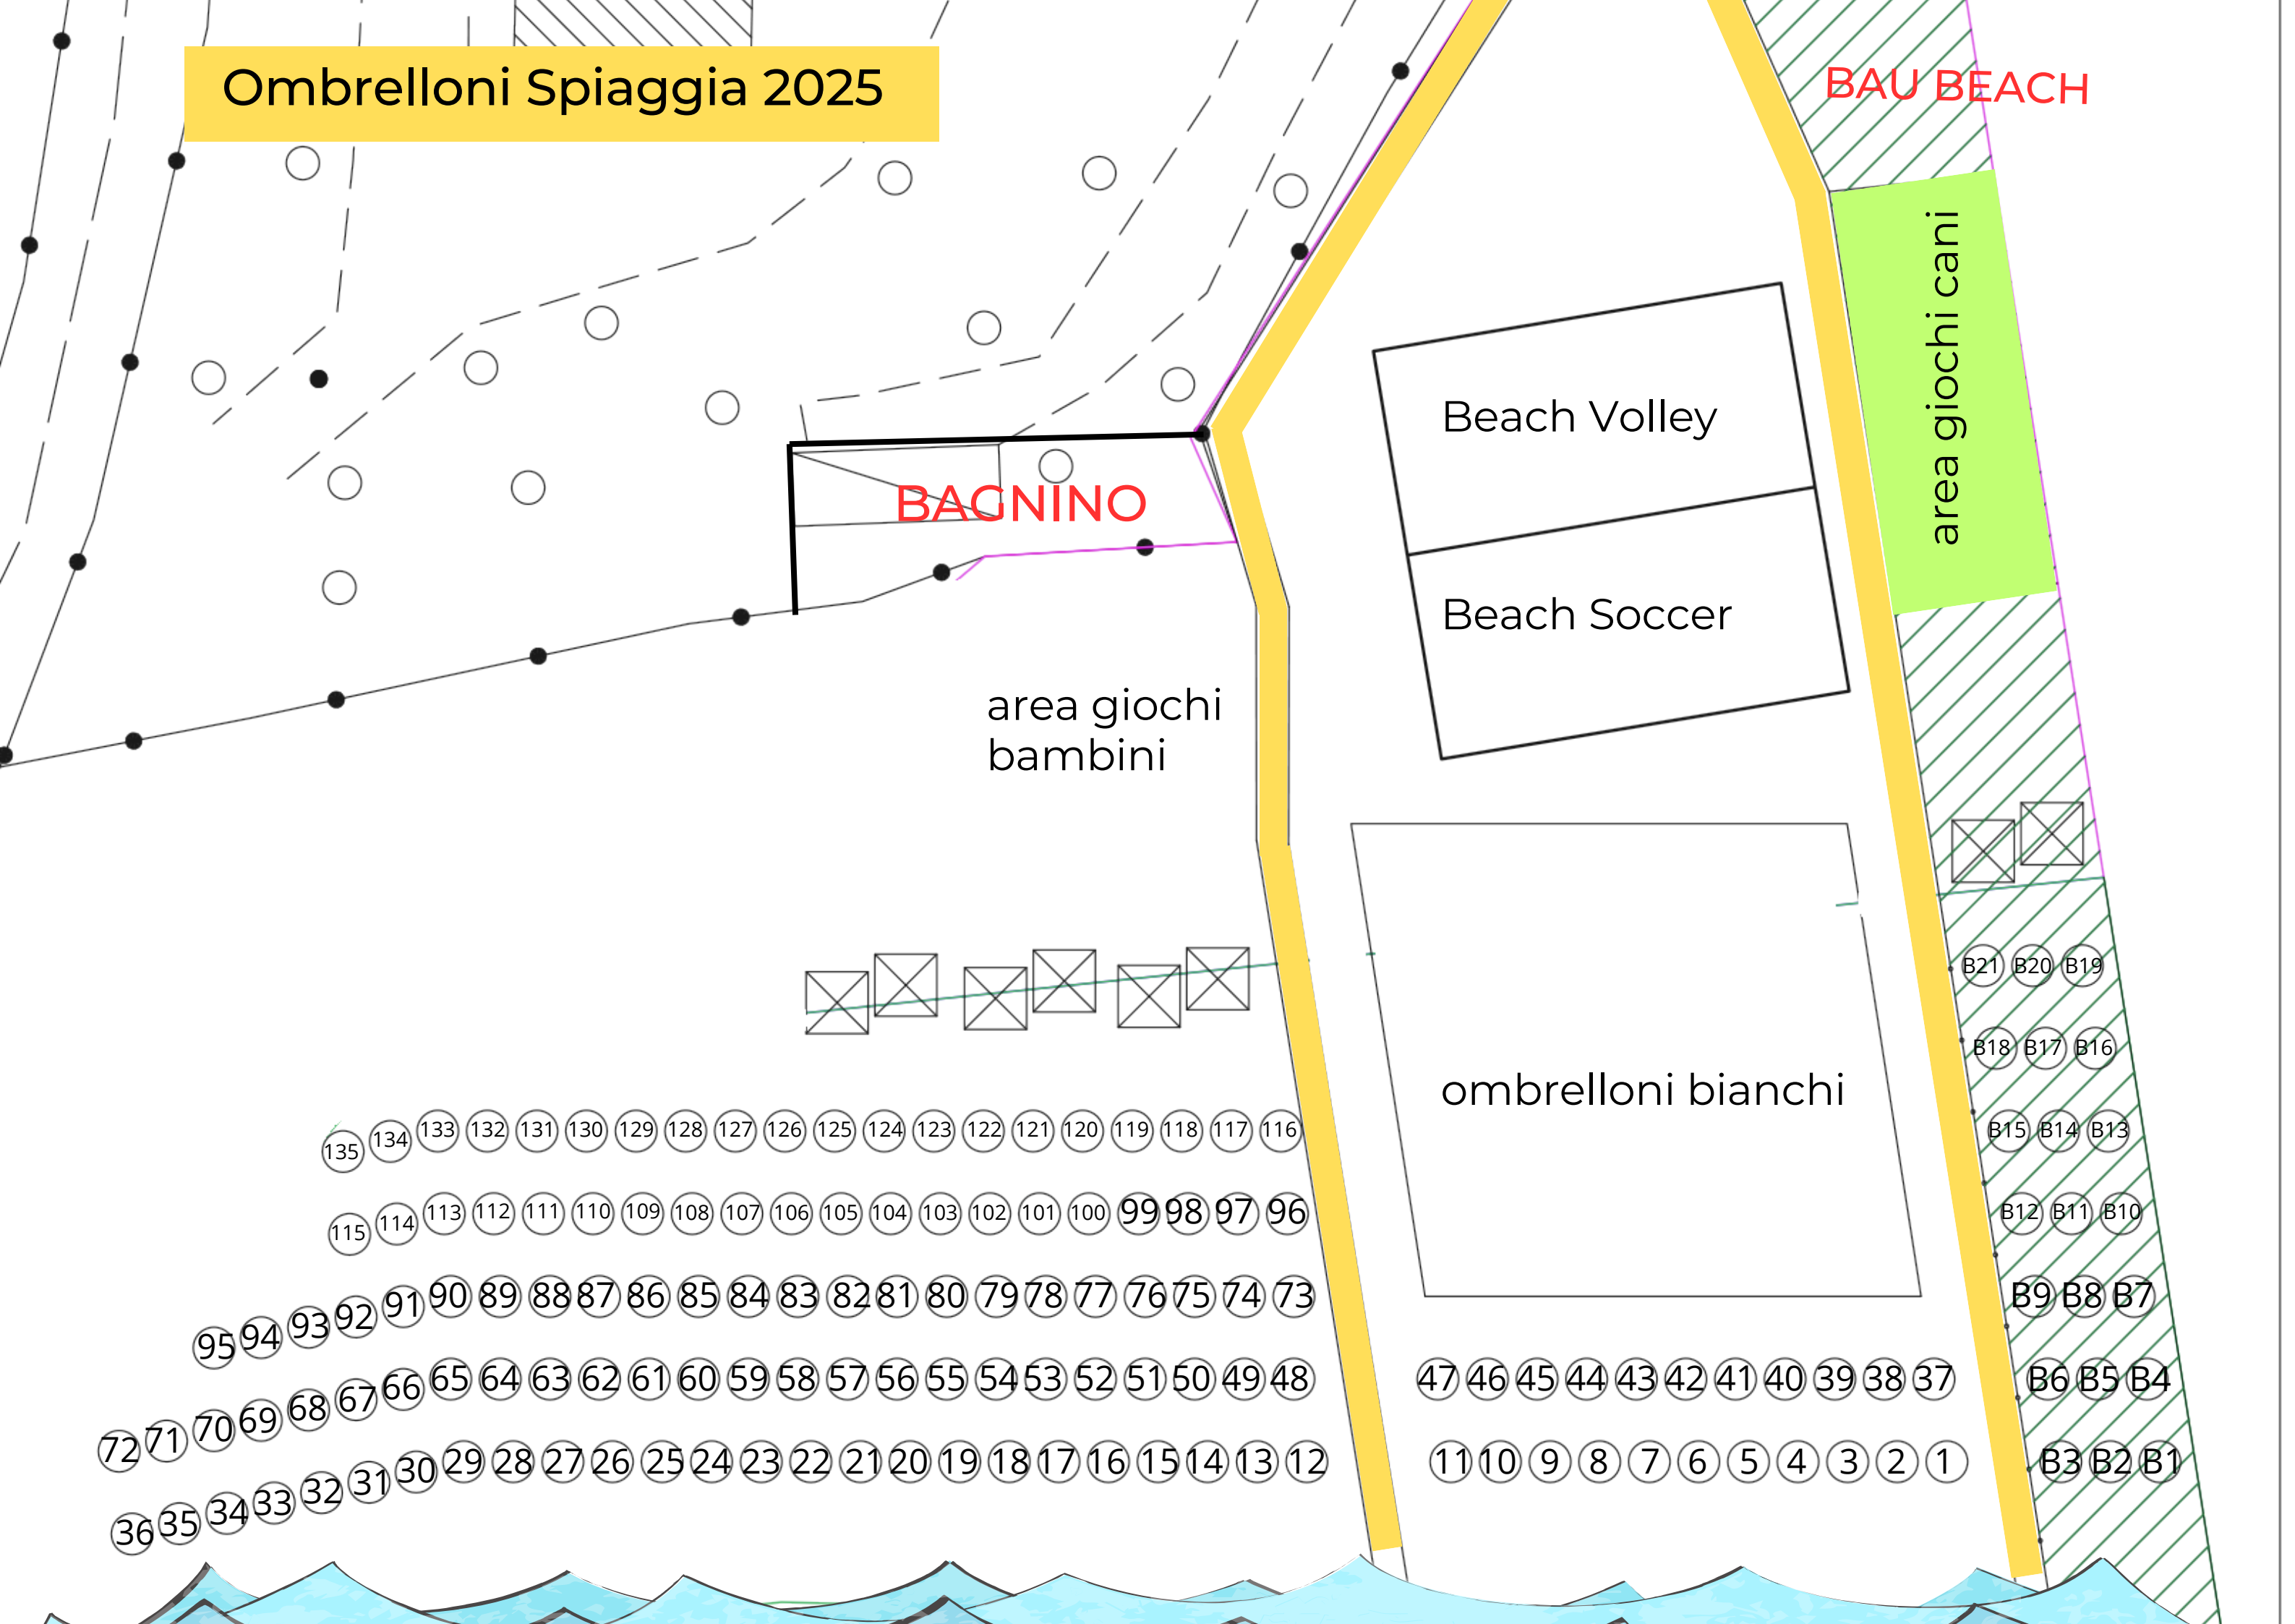 Ombrelloni Spiaggia 2025
BAU BEACH
area giochi cani
Beach Volley
BAGNINO
Beach Soccer
area giochi
bambini
ombrelloni bianchi
B21 B20 B19
B18 B17 B16
135 134 133 132 131 130 129 128 127 126 125 124 123 122 121 120 119 118 117 116
B15 B14 B13
115 114 113 112 111 110 109 108 107 106 105 104 103 102 101 100 99 98 97 96
B12 B11 B10
95 94 93 92 91 90 89 88 87 86 85 84 83 82 81 80 79 78 77 76 75 74 73
B9 B8 B7
72 71 70 69 68 67 66 65 64 63 62 61 60 59 58 57 56 55 54 53 52 51 50 49 48
47 46 45 44 43 42 41 40 39 38 37
B6 B5 B4
36 35 34 33 32 31 30 29 28 27 26 25 24 23 22 21 20 19 18 17 16 15 14 13 12
11 10 9 8 7 6 5 4 3 2 1
B3 B2 B1